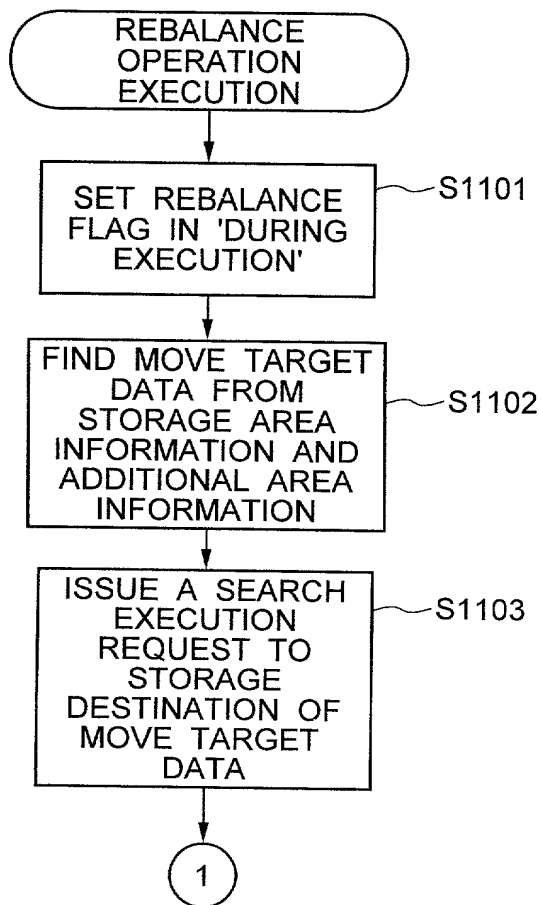 REBALANCE
OPERATION
EXECUTION
SET REBALANCE
FLAG IN 'DURING
EXECUTION'
S1101
FIND MOVE TARGET
DATA FROM
STORAGE AREA
INFORMATION AND
ADDITIONAL AREA
INFORMATION
S1102
ISSUE A SEARCH
EXECUTION
REQUEST TO
STORAGE
DESTINATION OF
MOVE TARGET
DATA
S1103
1